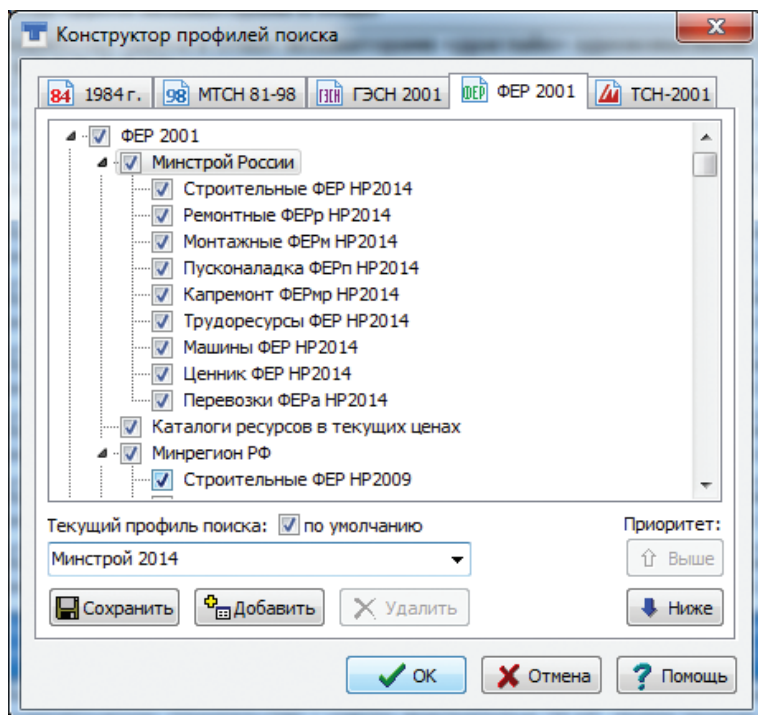 Конструктор профилей поиска
84 1984 г. 98 МТСН 81-98 ГЭСН ГЭСН 2001 ФЕР ФЕР 2001 ТСН-2001
ФЕР 2001
Минстрой России
Строительные ФЕР НР2014
Ремонтные ФЕРр НР2014
Монтажные ФЕРм НР2014
Пусконаладка ФЕРп НР2014
Капремонт ФЕРмр НР2014
Трудоресурсы ФЕР НР2014
Машины ФЕР НР2014
Ценник ФЕР НР2014
Перевозки ФЕРа НР2014
Каталоги ресурсов в текущих ценах
Минрегион РФ
Строительные ФЕР НР2009
Текущий профиль поиска: по умолчанию Приоритет:
Минстрой 2014 Выше
Сохранить Добавить Удалить Ниже
ОК Отмена Помощь